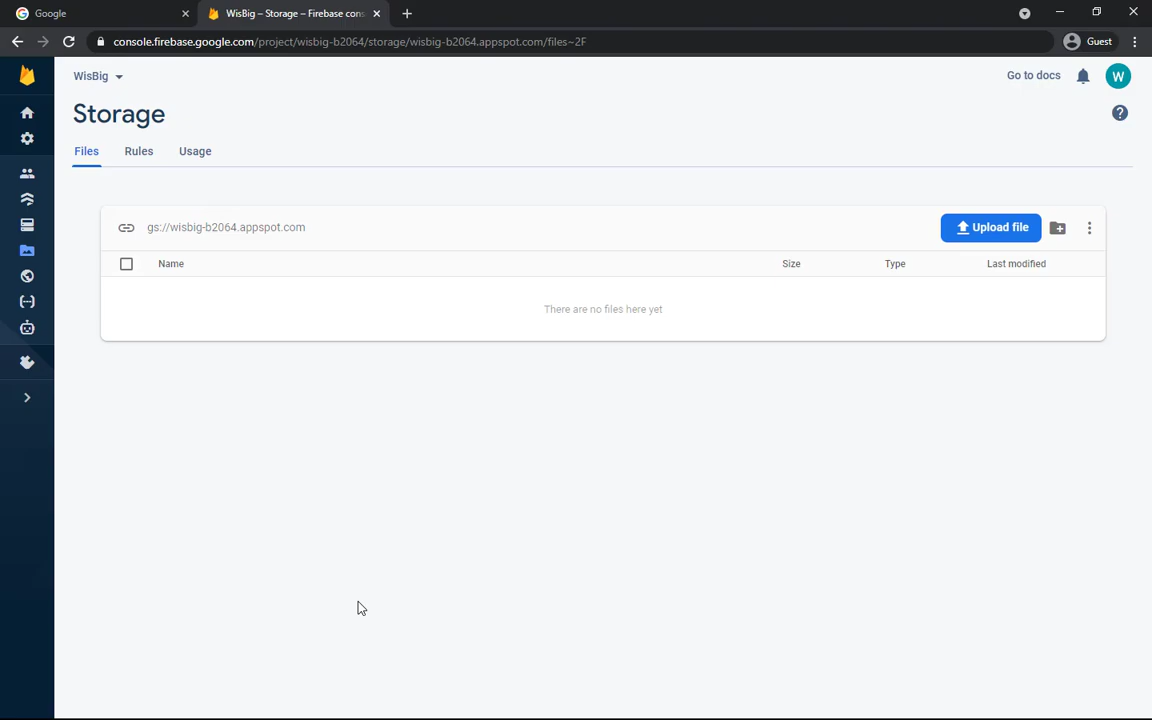 Google
WisBig – Storage – Firebase cons
console.firebase.google.com/project/wisbig-b2064/storage/wisbig-b2064.appspot.com/files~2F
Guest
WisBig
Go to docs
W
Storage
?
Files
Rules
Usage
gs://wisbig-b2064.appspot.com
Upload file
Name
Size
Type
Last modified
There are no files here yet